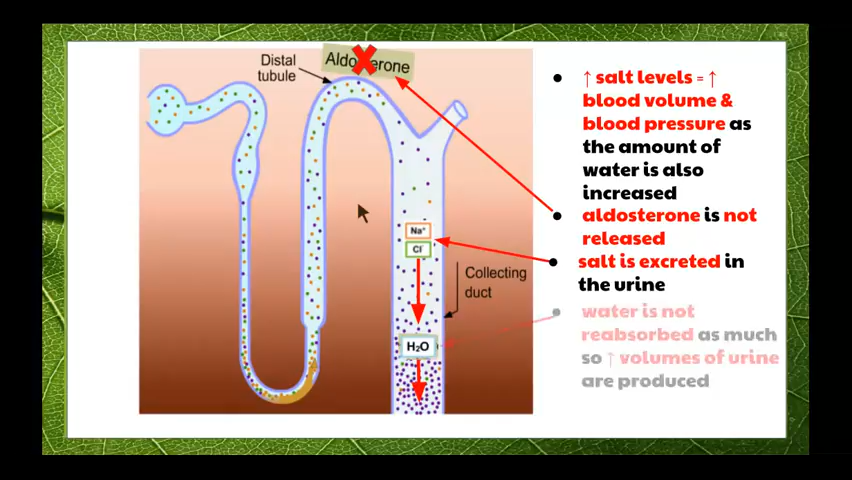 Distal
tubule
Aldosterone
Na⁺
Cl⁻
Collecting
duct
H₂O
↑ salt levels = ↑
blood volume &
blood pressure as
the amount of
water is also
increased
aldosterone is not
released
salt is excreted in
the urine
water is not
reabsorbed as much
so ↑ volumes of urine
are produced